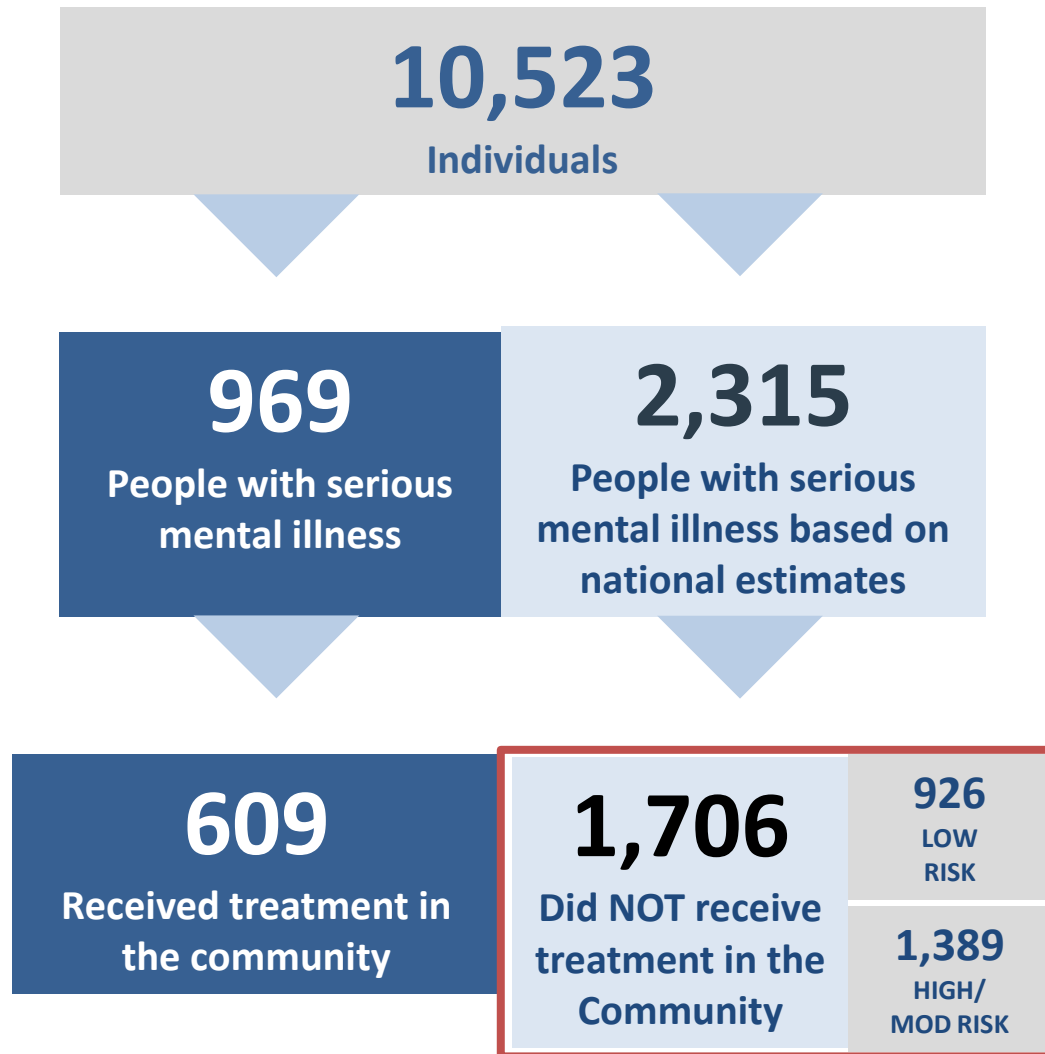 10,523
Individuals
969
People with serious
mental illness
2,315
People with serious
mental illness based on
national estimates
609
Received treatment in
the community
1,706
Did NOT receive
treatment in the
Community
926
LOW
RISK
1,389
HIGH/
MOD RISK